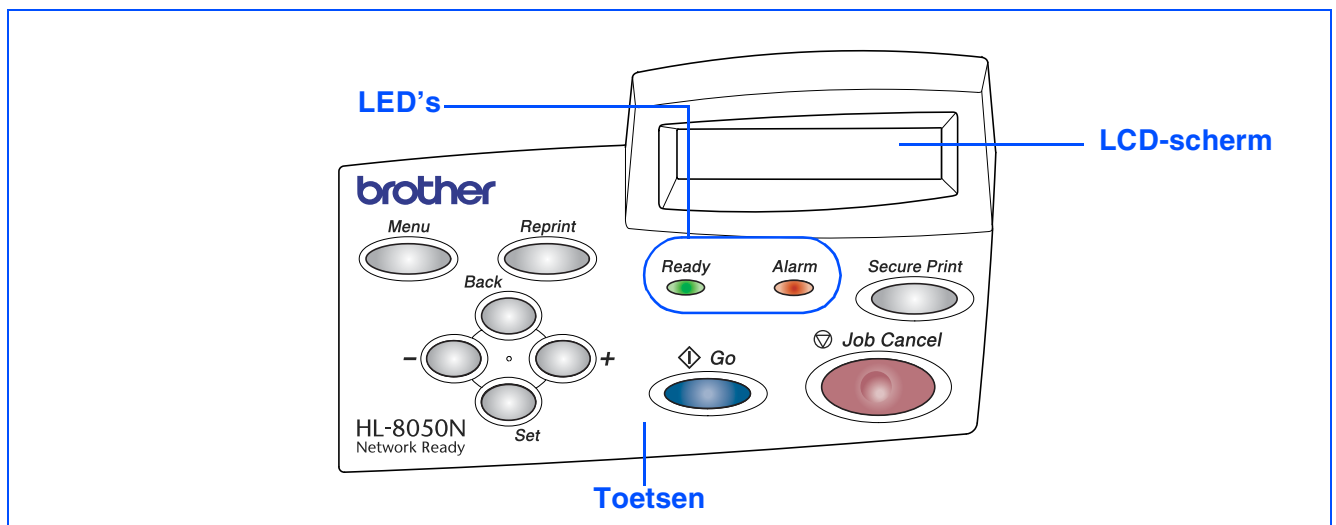 LED’s
LCD-scherm
brother
Menu
Reprint
Ready
Alarm
Secure Print
Back
Job Cancel
– +
Go
HL-8050N
Set
Network Ready
Toetsen